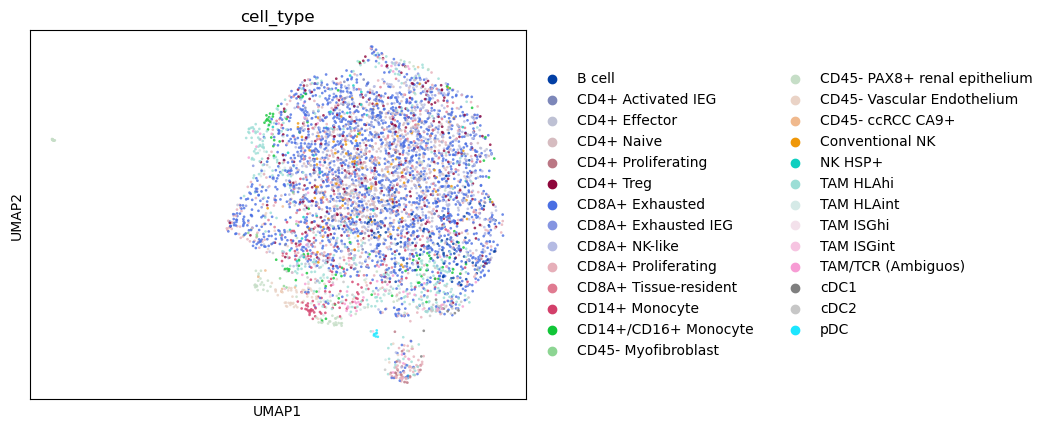 cell_type
UMAP2
UMAP1
B cell
CD4+ Activated IEG
CD4+ Effector
CD4+ Naive
CD4+ Proliferating
CD4+ Treg
CD8A+ Exhausted
CD8A+ Exhausted IEG
CD8A+ NK-like
CD8A+ Proliferating
CD8A+ Tissue-resident
CD14+ Monocyte
CD14+/CD16+ Monocyte
CD45- Myofibroblast
CD45- PAX8+ renal epithelium
CD45- Vascular Endothelium
CD45- ccRCC CA9+
Conventional NK
NK HSP+
TAM HLAhi
TAM HLAint
TAM ISGhi
TAM ISGint
TAM/TCR (Ambiguos)
cDC1
cDC2
pDC